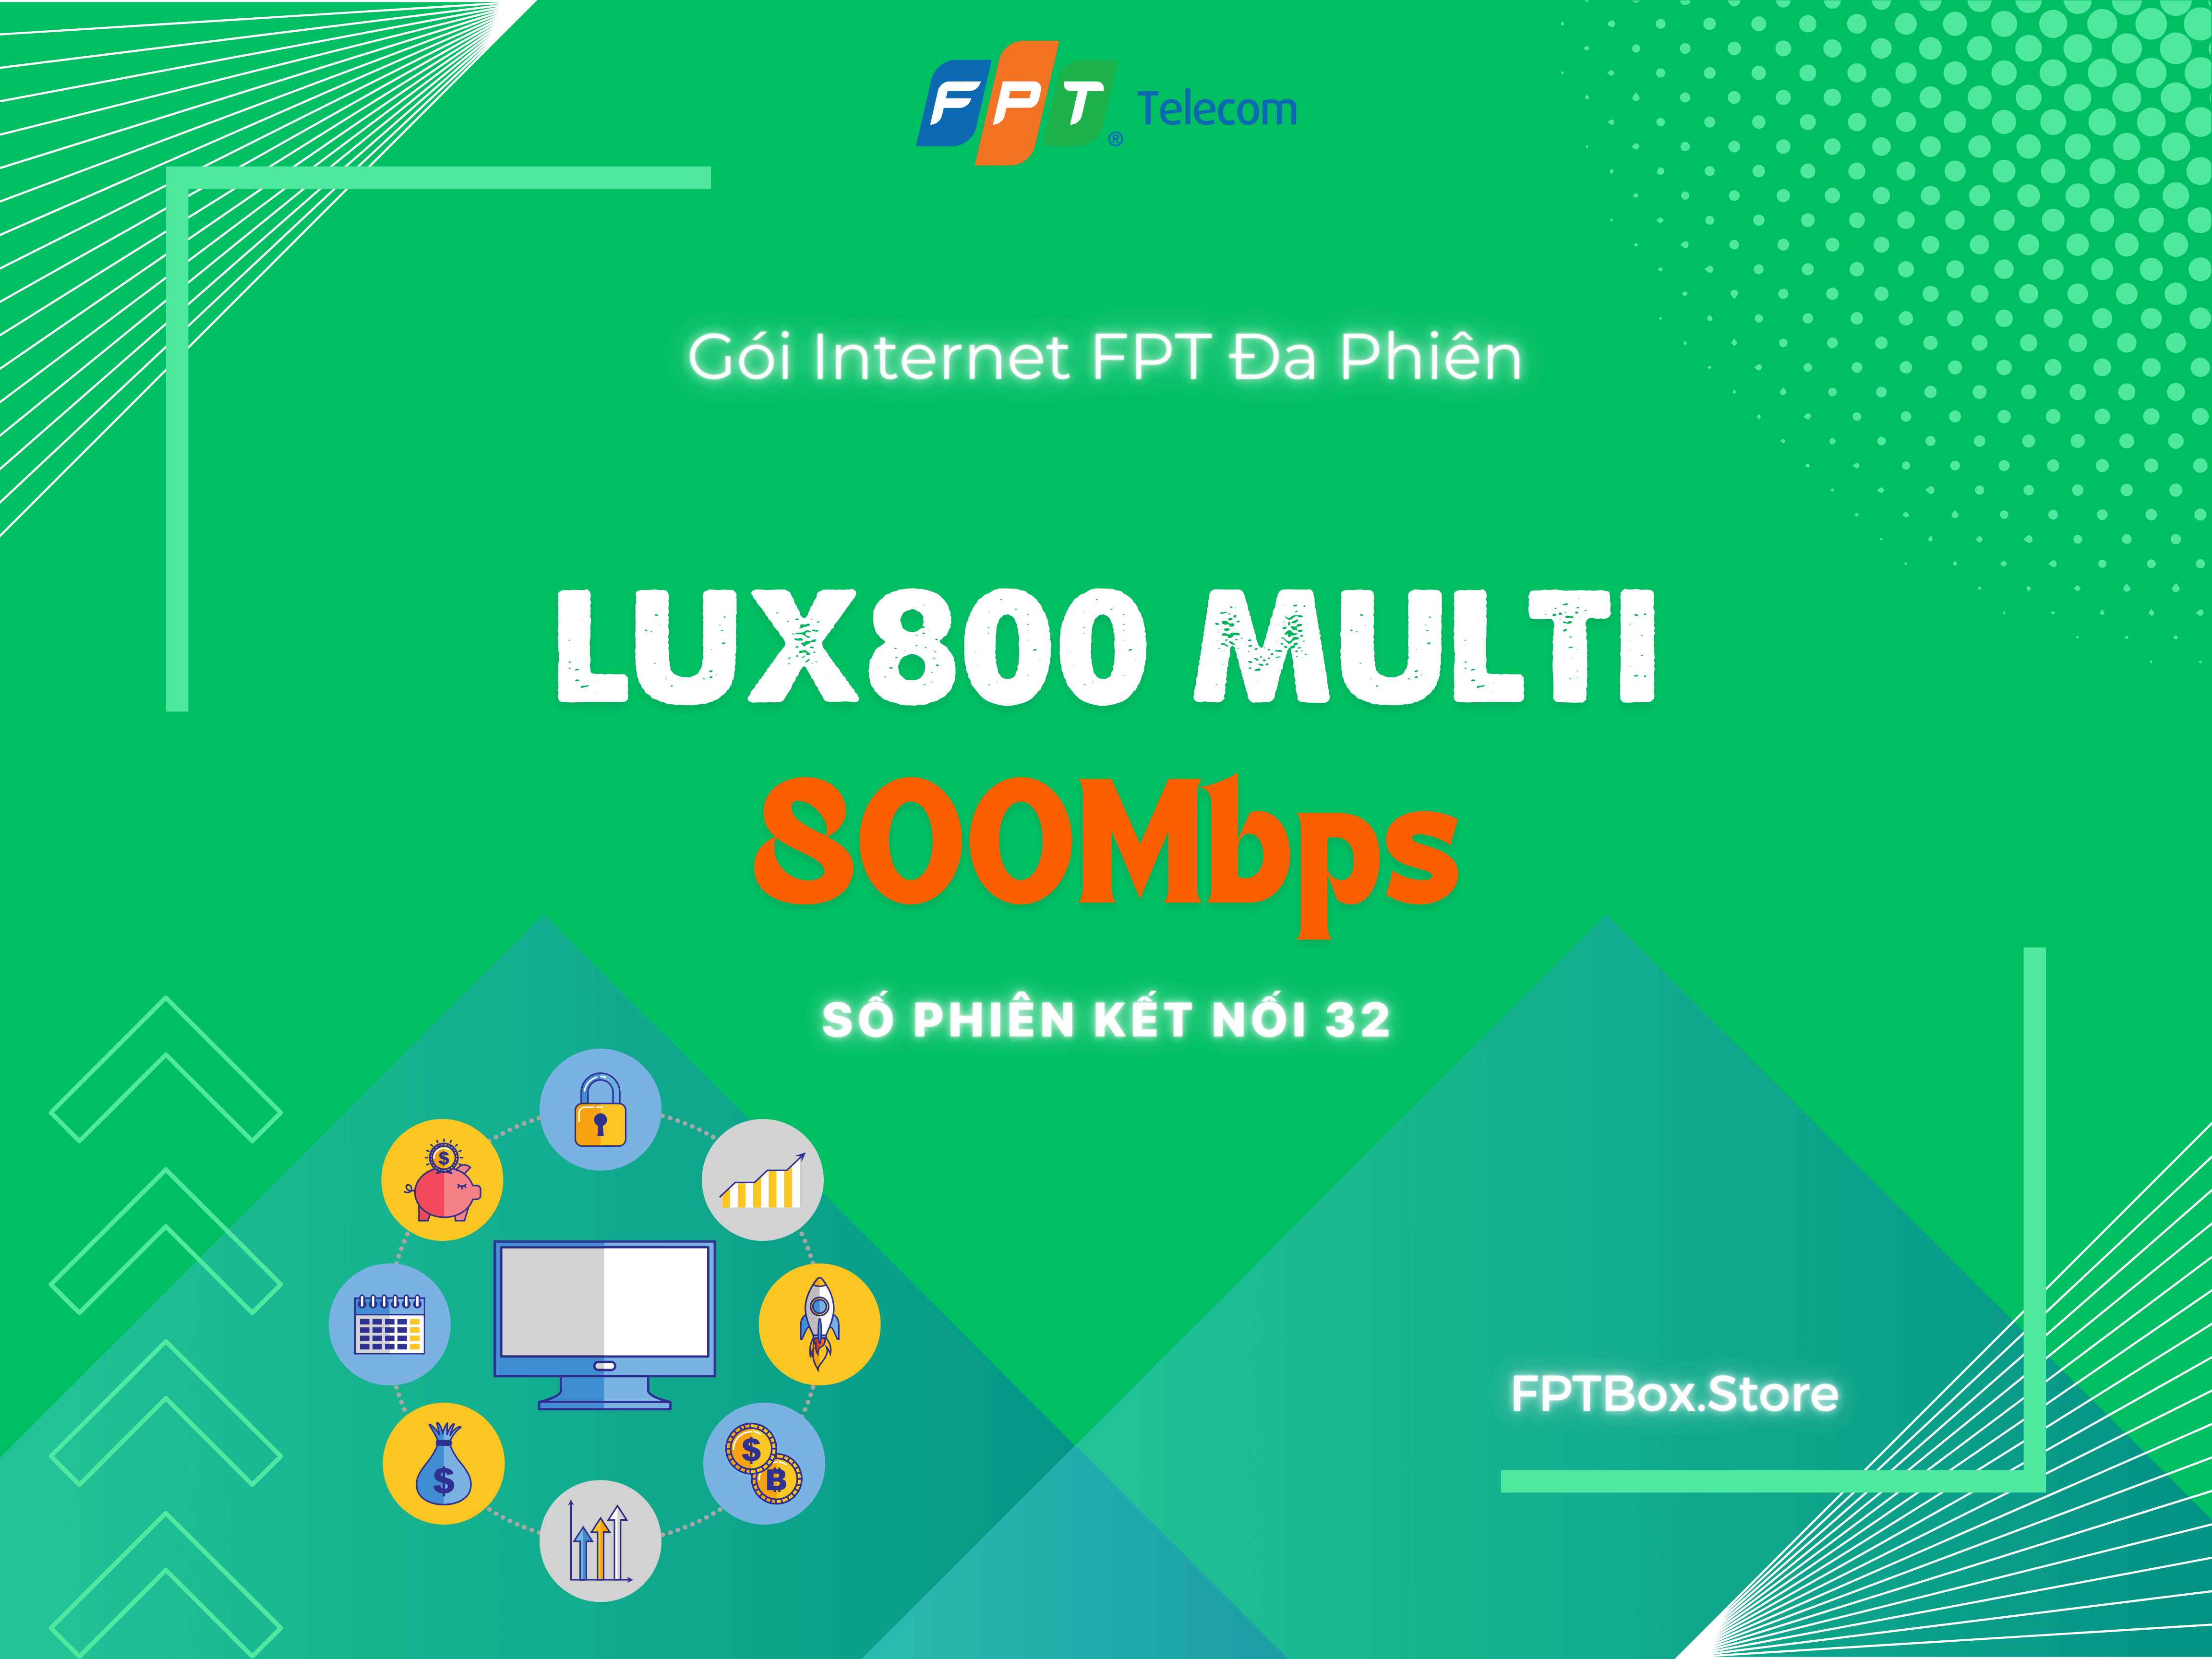 FPT® Telecom
Gói Internet FPT Đa Phiên
LUX800 MULTI
800Mbps
SỐ PHIÊN KẾT NỐI 32
$
$
$
B
FPTBox.Store